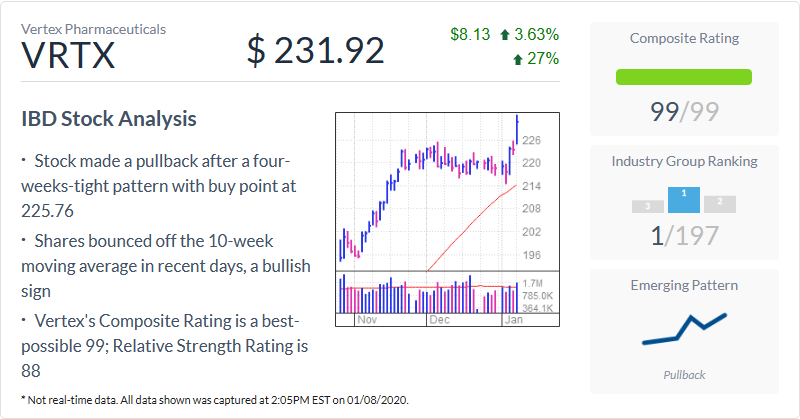 Vertex Pharmaceuticals
VRTX
$ 231.92
$8.13 3.63%
27%
IBD Stock Analysis
· Stock made a pullback after a four-
weeks-tight pattern with buy point at
225.76
· Shares bounced off the 10-week
moving average in recent days, a bullish
sign
· Vertex's Composite Rating is a best-
possible 99; Relative Strength Rating is
88
226
220
214
208
202
196
1.7M
785.0K
364.1K
Nov Dec Jan
* Not real-time data. All data shown was captured at 2:05PM EST on 01/08/2020.
Composite Rating
99/99
Industry Group Ranking
3 1 2
1/197
Emerging Pattern
Pullback